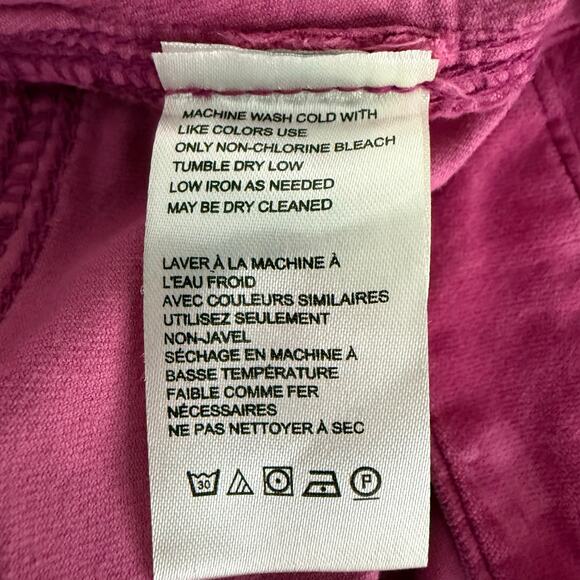 MACHINE WASH COLD WITH
LIKE COLORS USE
ONLY NON-CHLORINE BLEACH
TUMBLE DRY LOW
LOW IRON AS NEEDED
MAY BE DRY CLEANED
LAVER À LA MACHINE À
L'EAU FROID
AVEC COULEURS SIMILAIRES
UTILISEZ SEULEMENT
NON-JAVEL
SÉCHAGE EN MACHINE À
BASSE TEMPÉRATURE
FAIBLE COMME FER
NÉCESSAIRES
NE PAS NETTOYER À SEC
30 P